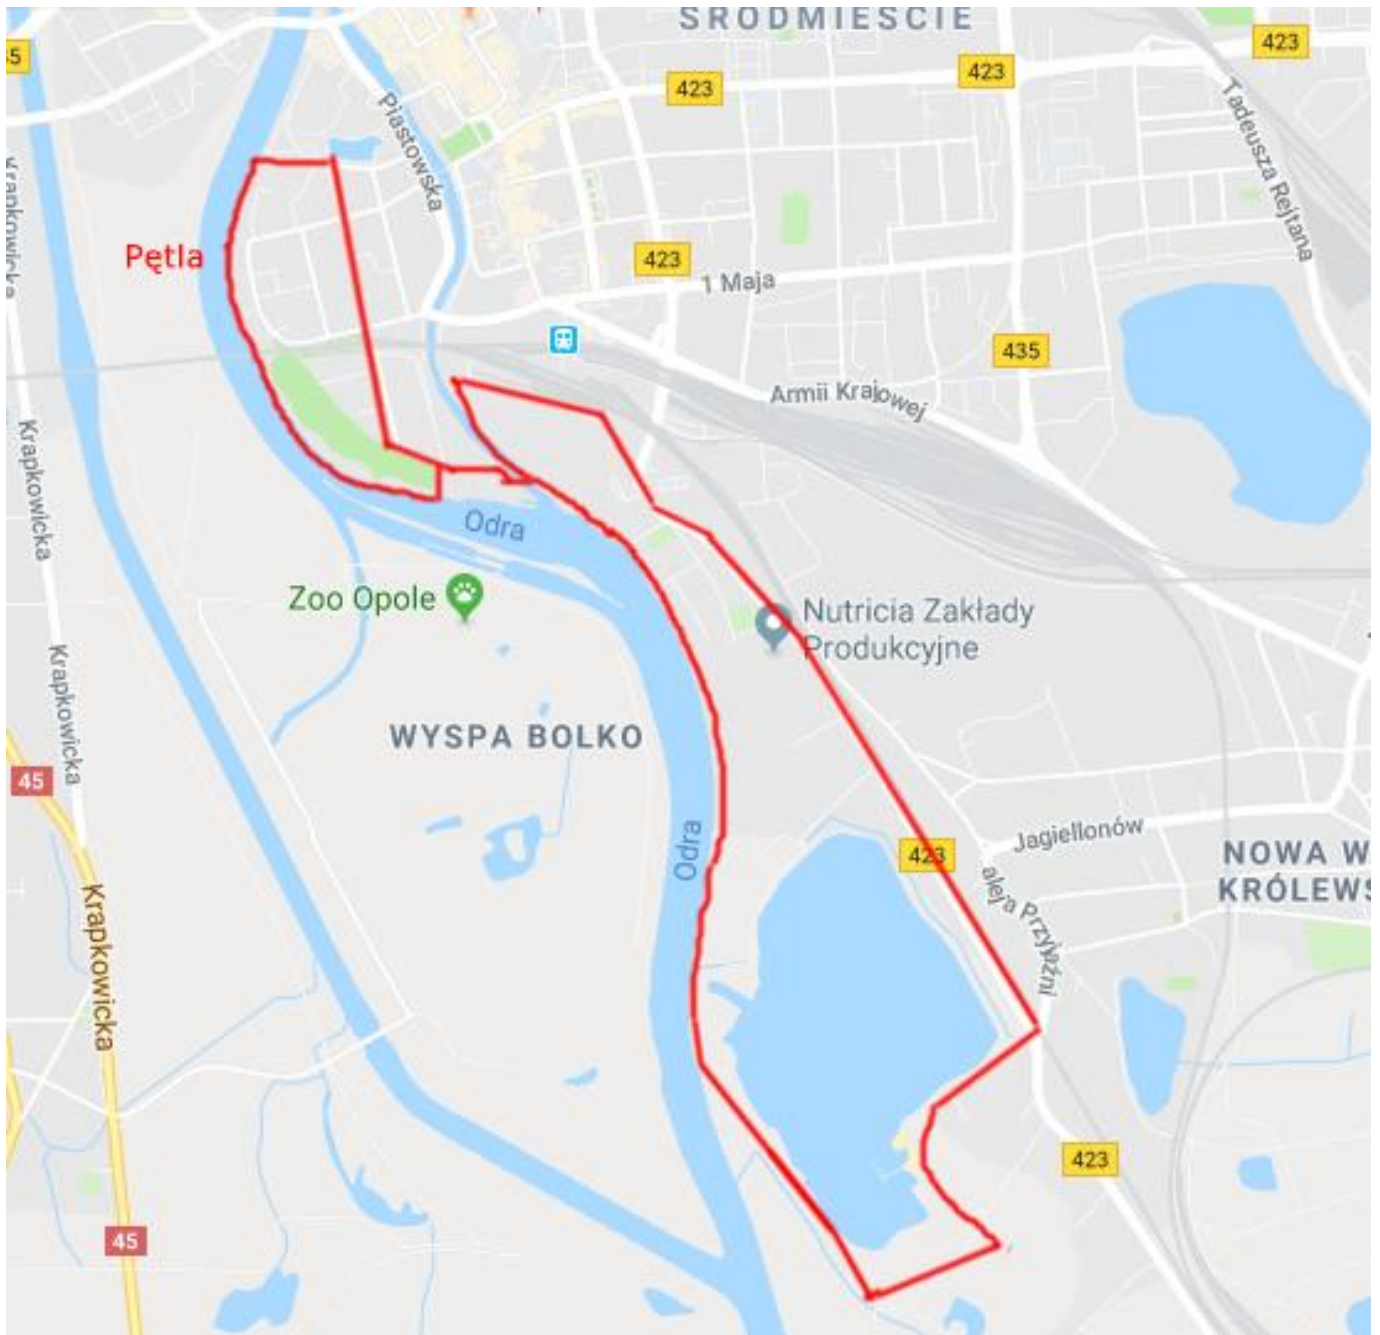 ŚRÓDMIEŚCIE
423
423
423
Piastowska
Tadeusza Rejtana
Krapkowicka
Pętla
423
1 Maja
435
Armii Krajowej
Krapkowicka
Odra
Zoo Opole
Nutricia Zakłady
Produkcyjne
Krapkowicka
WYSPA BOLKO
45
Odra
423
Jagiellonów
NOWA W
KRÓLEWS
aleja Przyjaźni
Krapkowicka
423
45